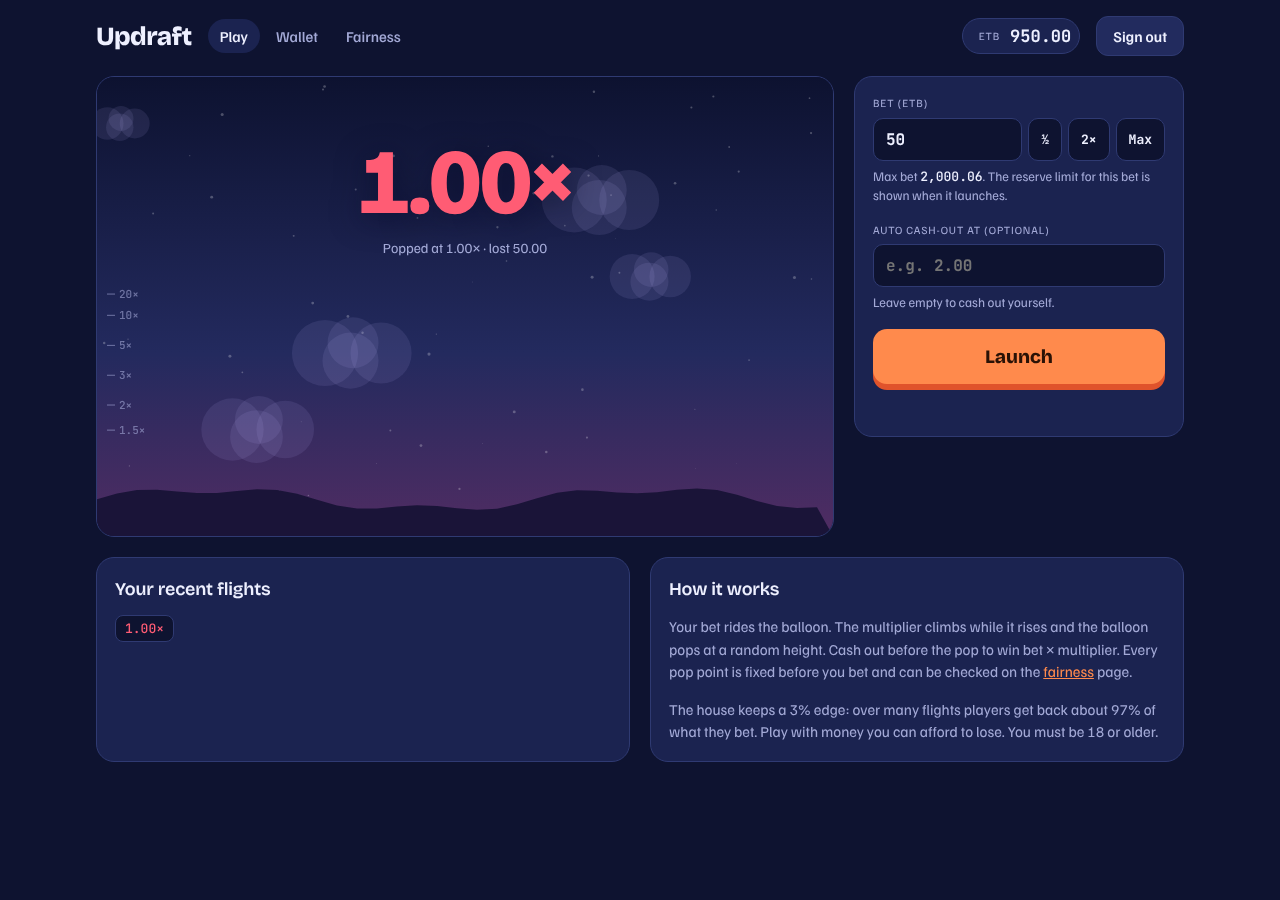 Updraft Play Wallet Fairness ETB 950.00 Sign out
1.00×
Popped at 1.00× · lost 50.00
20×
10×
5×
3×
2×
1.5×
BET (ETB)
50 ½ 2× Max
Max bet 2,000.06. The reserve limit for this bet is
shown when it launches.
AUTO CASH-OUT AT (OPTIONAL)
e.g. 2.00
Leave empty to cash out yourself.
Launch
Your recent flights
1.00×
How it works
Your bet rides the balloon. The multiplier climbs while it rises and the balloon
pops at a random height. Cash out before the pop to win bet × multiplier. Every
pop point is fixed before you bet and can be checked on the fairness page.
The house keeps a 3% edge: over many flights players get back about 97% of
what they bet. Play with money you can afford to lose. You must be 18 or older.